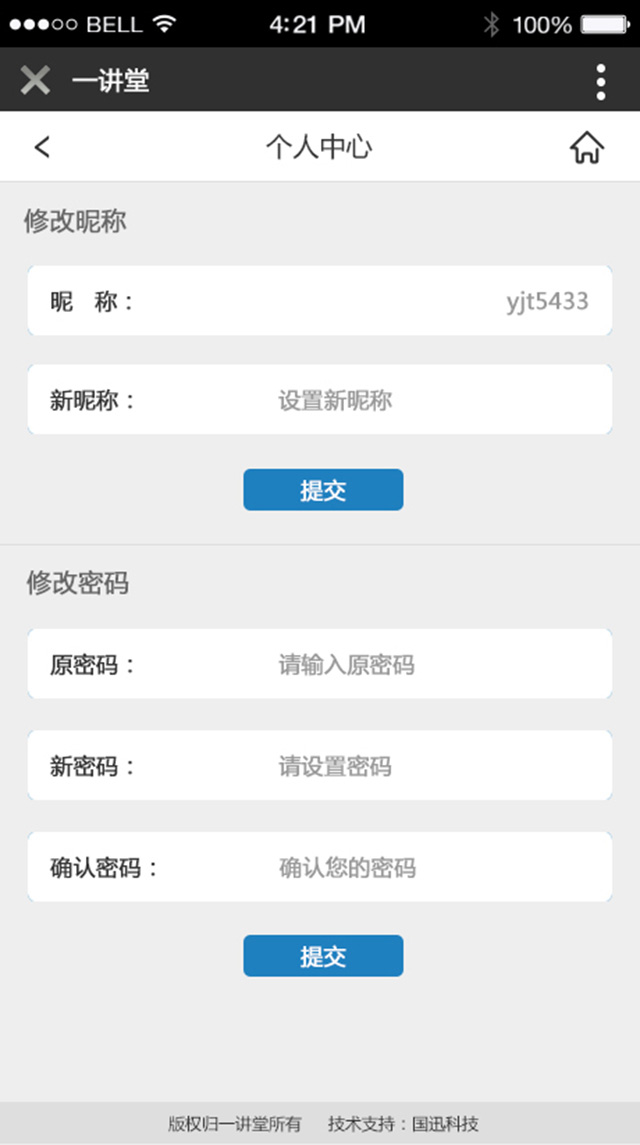 BELL 4:21 PM 100%
一讲堂
个人中心
修改昵称
昵 称： yjt5433
新昵称： 设置新昵称
提交
修改密码
原密码： 请输入原密码
新密码： 请设置密码
确认密码： 确认您的密码
提交
版权归一讲堂所有 技术支持：国迅科技